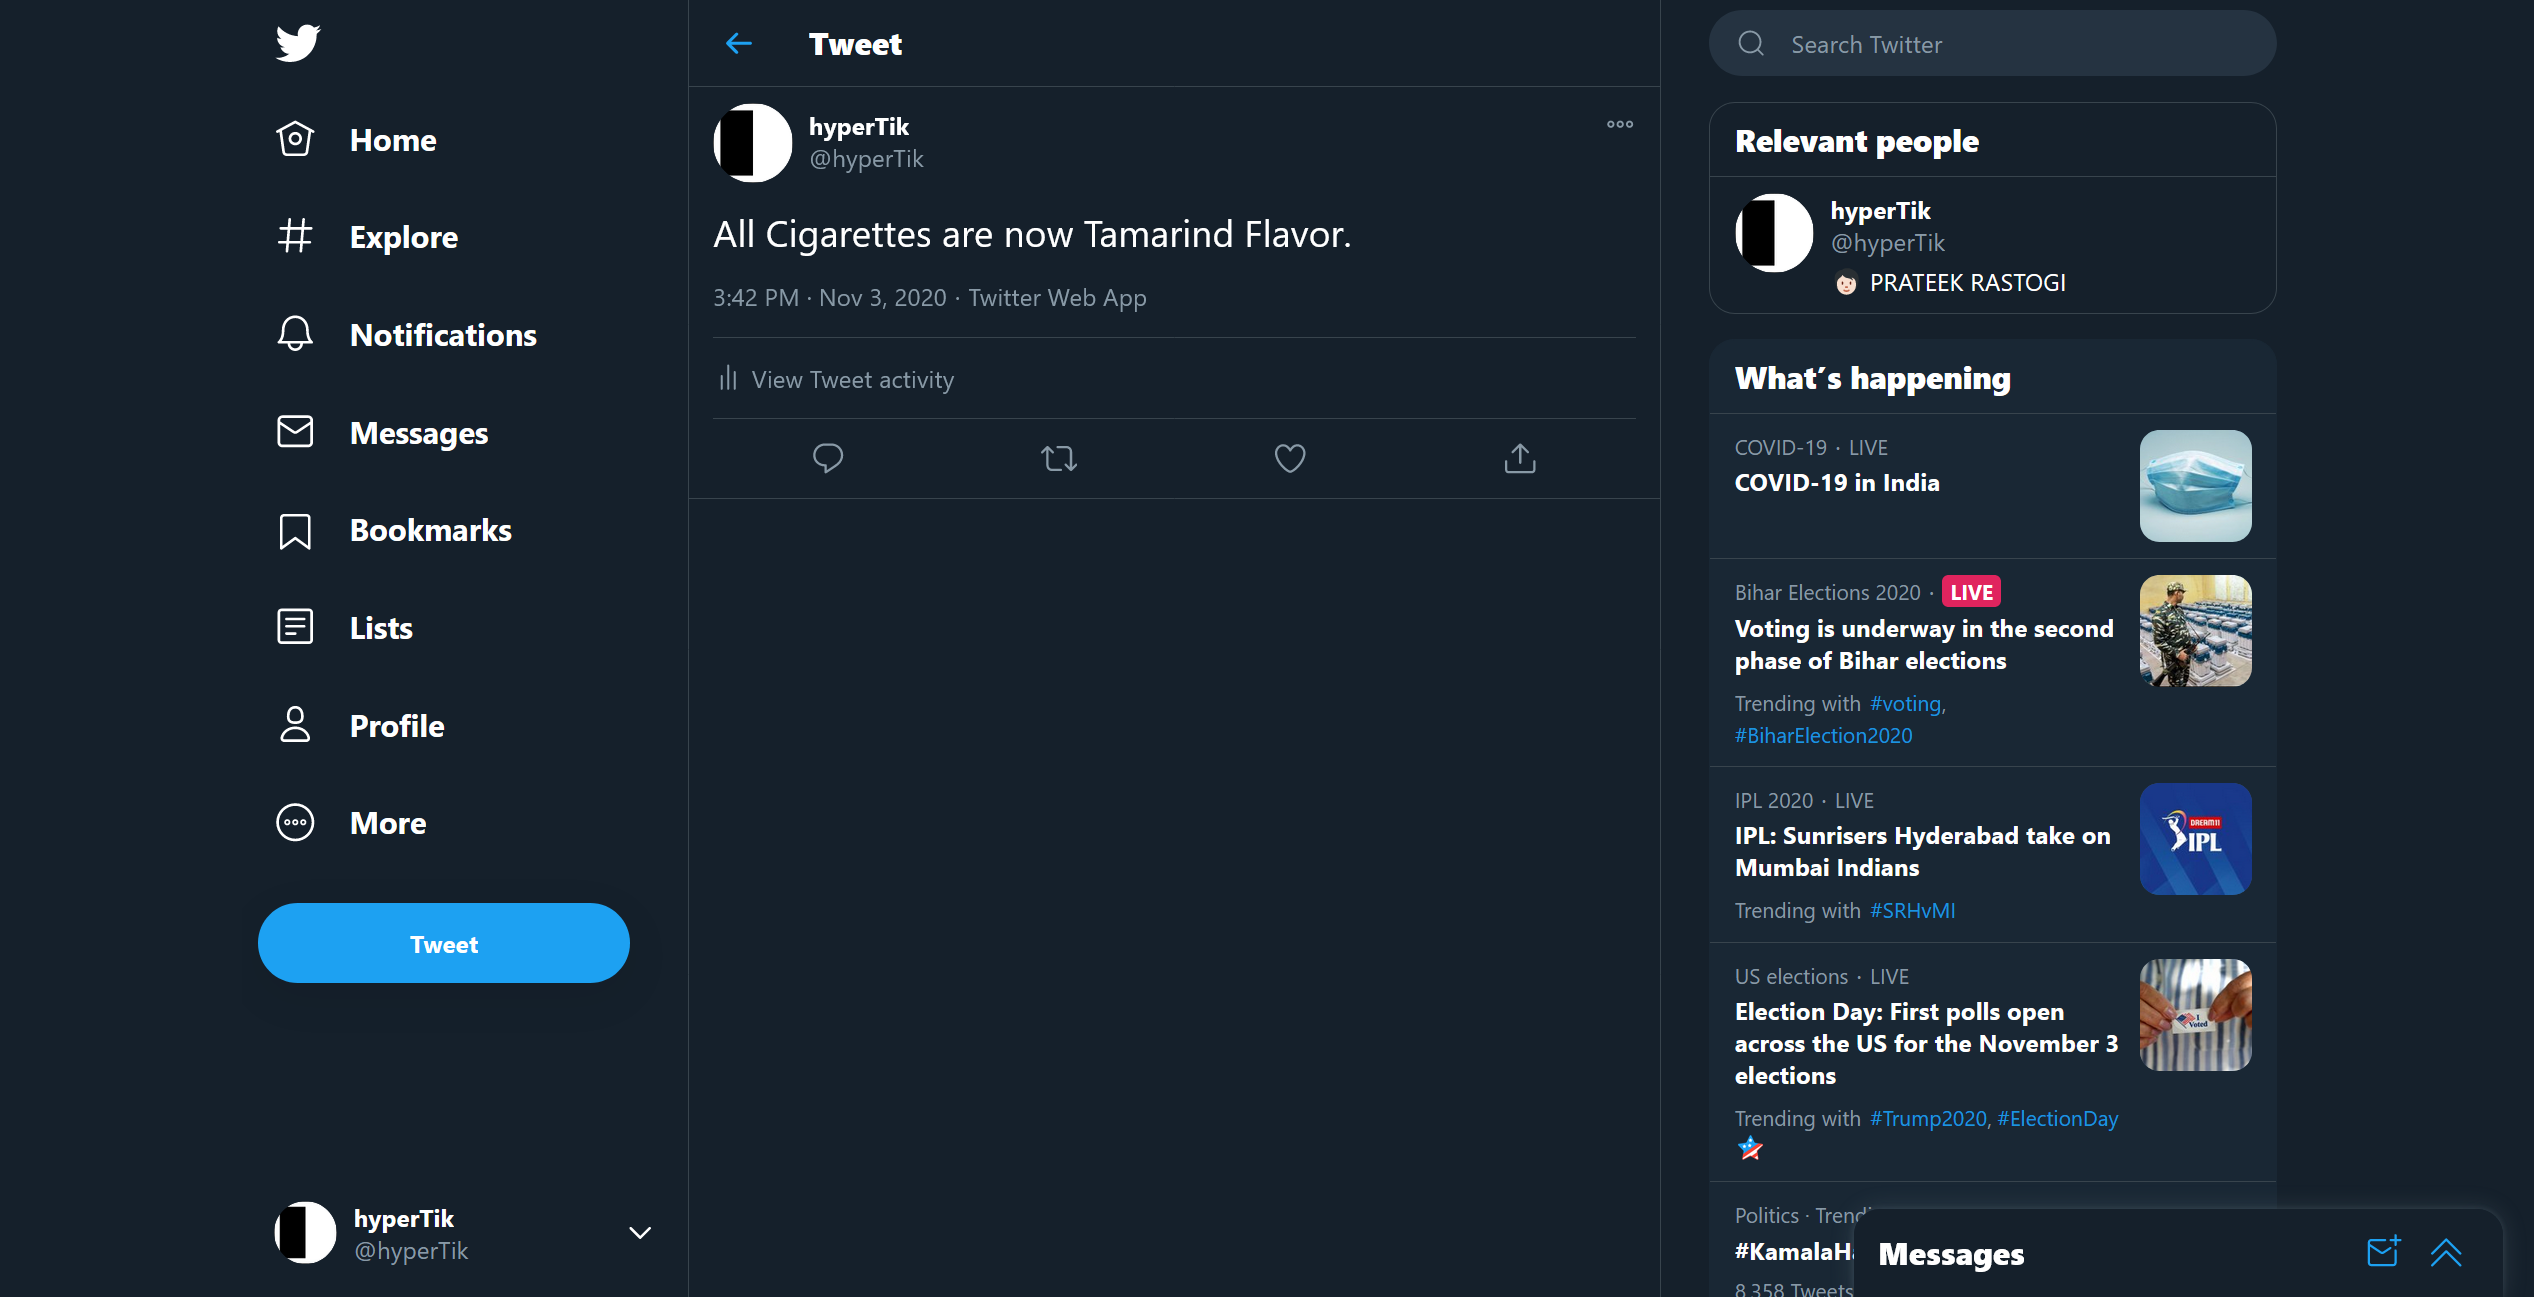 Home
Explore
Notifications
Messages
Bookmarks
Lists
Profile
More
Tweet
hyperTik
@hyperTik
Tweet
hyperTik
@hyperTik
All Cigarettes are now Tamarind Flavor.
3:42 PM · Nov 3, 2020 · Twitter Web App
View Tweet activity
Search Twitter
Relevant people
hyperTik
@hyperTik
PRATEEK RASTOGI
What´s happening
COVID-19 · LIVE
COVID-19 in India
Bihar Elections 2020 · LIVE
Voting is underway in the second
phase of Bihar elections
Trending with #voting,
#BiharElection2020
IPL 2020 · LIVE
IPL: Sunrisers Hyderabad take on
Mumbai Indians
Trending with #SRHvMI
DREAM11
IPL
US elections · LIVE
Election Day: First polls open
across the US for the November 3
elections
Trending with #Trump2020, #ElectionDay
I
Voted
Politics · Trendi
#KamalaHa
8,358 Tweets
Messages